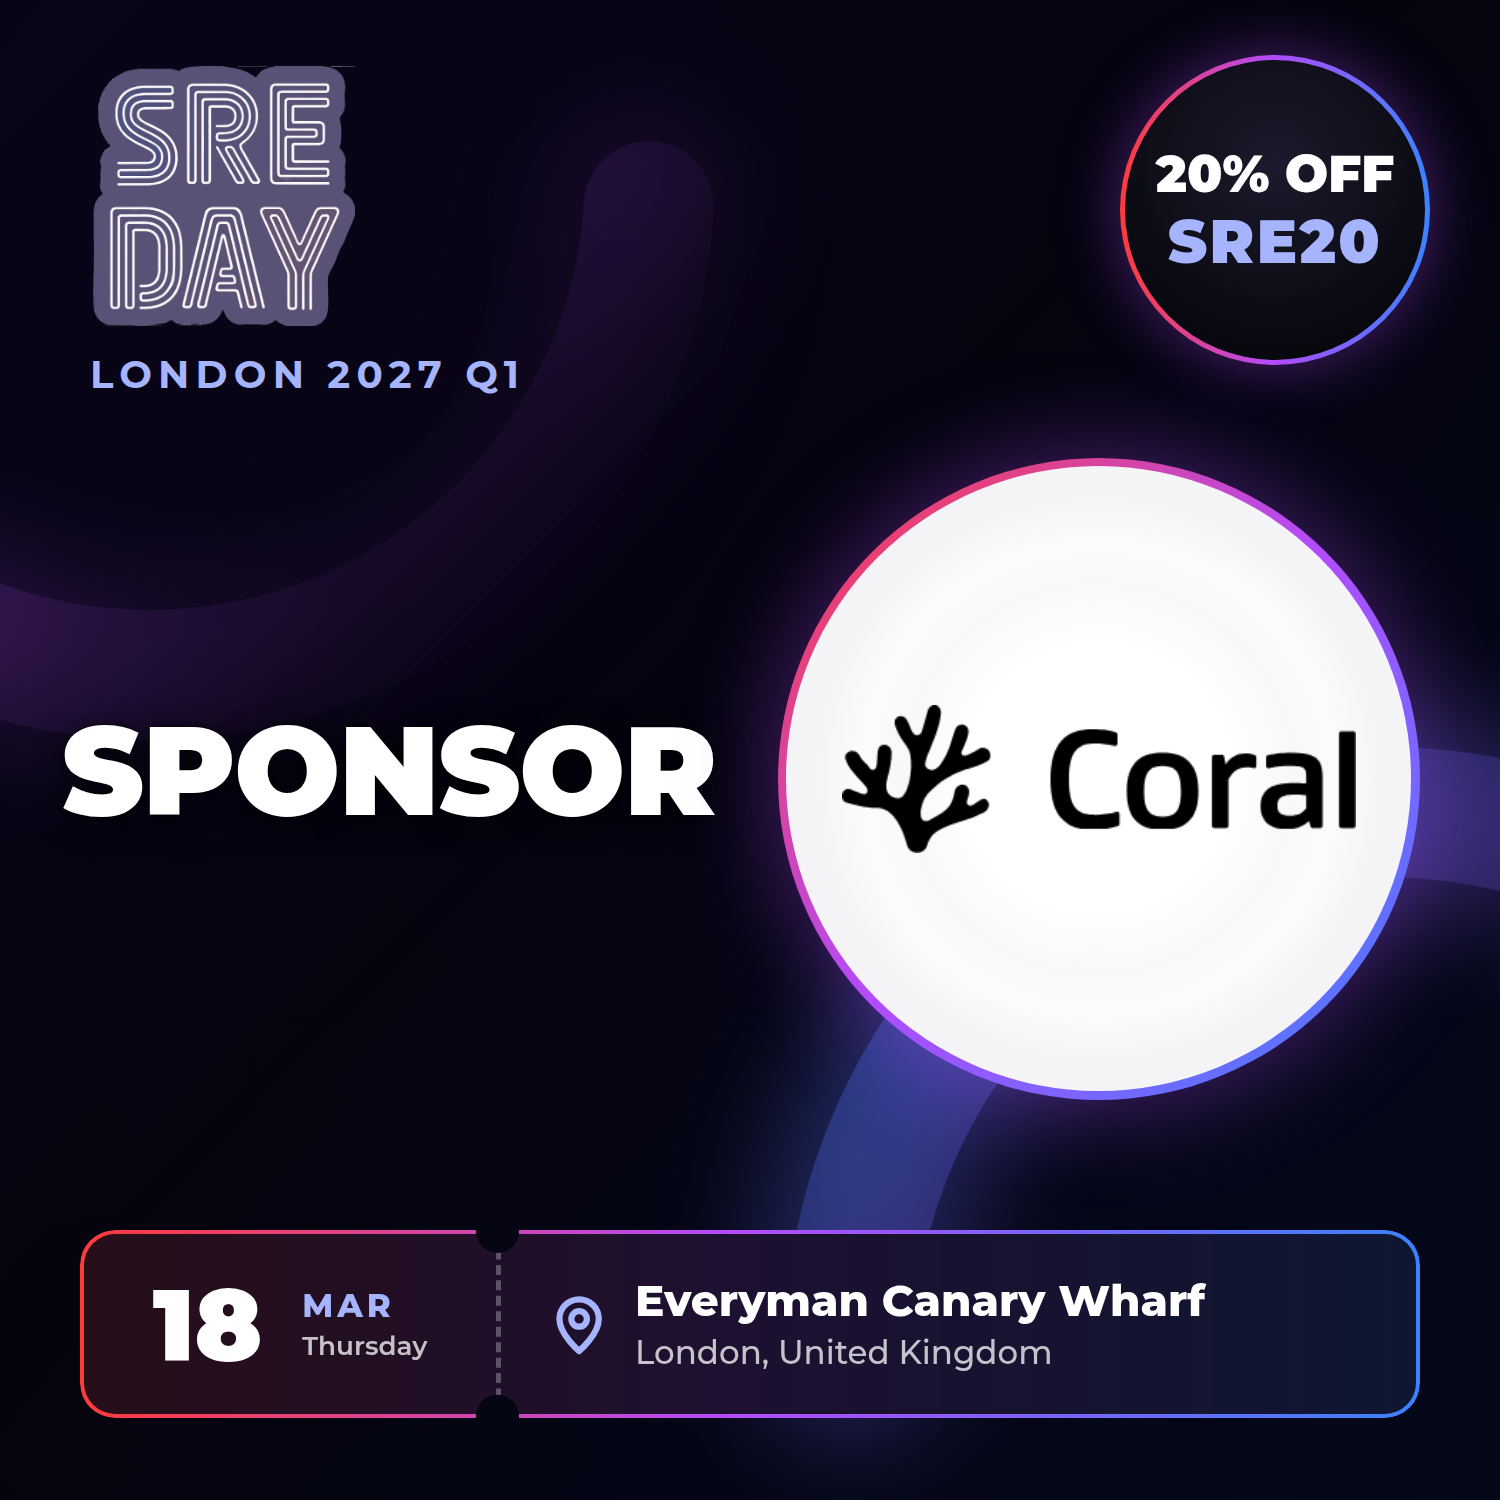 SRE
DAY
LONDON 2027 Q1
20% OFF
SRE20
SPONSOR
Coral
18
MAR
Thursday
Everyman Canary Wharf
London, United Kingdom